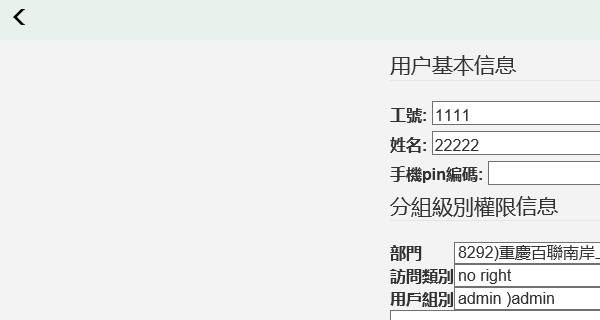 用户基本信息
工號: 1111
姓名: 22222
手機pin編碼:
分組級別權限信息
部門 8292)重慶百聯南岸
訪問類別 no right
用戶組別 admin )admin